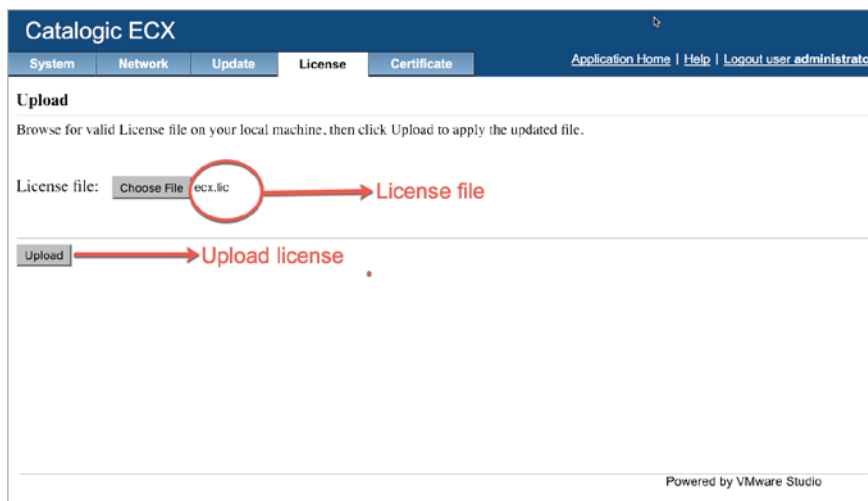 Catalogic ECX
System Network Update License Certificate Application Home | Help | Logout user administrato
Upload
Browse for valid License file on your local machine, then click Upload to apply the updated file.
License file: Choose File ecx.lic License file
Upload Upload license
Powered by VMware Studio